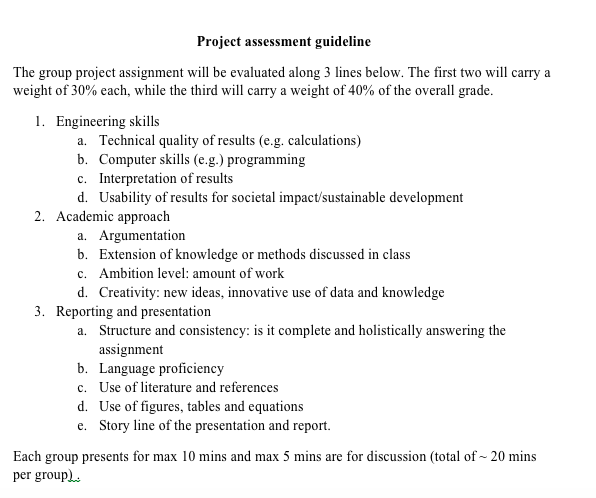 Project assessment guideline
The group project assignment will be evaluated along 3 lines below. The first two will carry a
weight of 30% each, while the third will carry a weight of 40% of the overall grade.
1. Engineering skills
a. Technical quality of results (e.g. calculations)
b. Computer skills (e.g.) programming
c. Interpretation of results
d. Usability of results for societal impact/sustainable development
2. Academic approach
a. Argumentation
b. Extension of knowledge or methods discussed in class
c. Ambition level: amount of work
d. Creativity: new ideas, innovative use of data and knowledge
3. Reporting and presentation
a. Structure and consistency: is it complete and holistically answering the
assignment
b. Language proficiency
c. Use of literature and references
d. Use of figures, tables and equations
e. Story line of the presentation and report.
Each group presents for max 10 mins and max 5 mins are for discussion (total of ~ 20 mins
per group) .